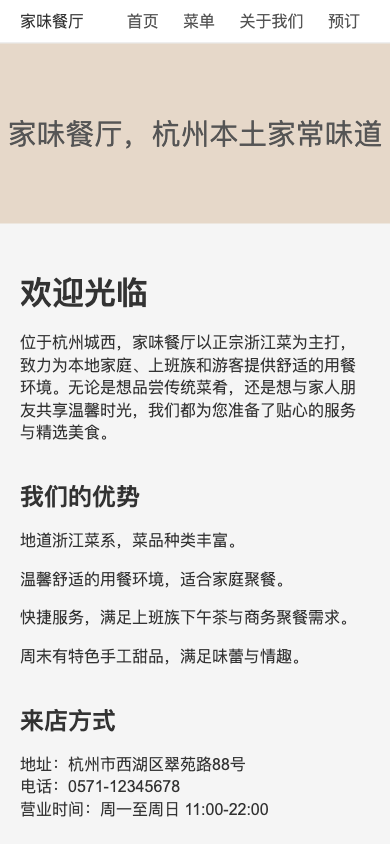 家味餐厅 首页 菜单 关于我们 预订
家味餐厅，杭州本土家常味道
欢迎光临
位于杭州城西，家味餐厅以正宗浙江菜为主打，
致力为本地家庭、上班族和游客提供舒适的用餐
环境。无论是想品尝传统菜肴，还是想与家人朋
友共享温馨时光，我们都为您准备了贴心的服务
与精选美食。
我们的优势
地道浙江菜系，菜品种类丰富。
温馨舒适的用餐环境，适合家庭聚餐。
快捷服务，满足上班族下午茶与商务聚餐需求。
周末有特色手工甜品，满足味蕾与情趣。
来店方式
地址：杭州市西湖区翠苑路88号
电话：0571-12345678
营业时间：周一至周日 11:00-22:00